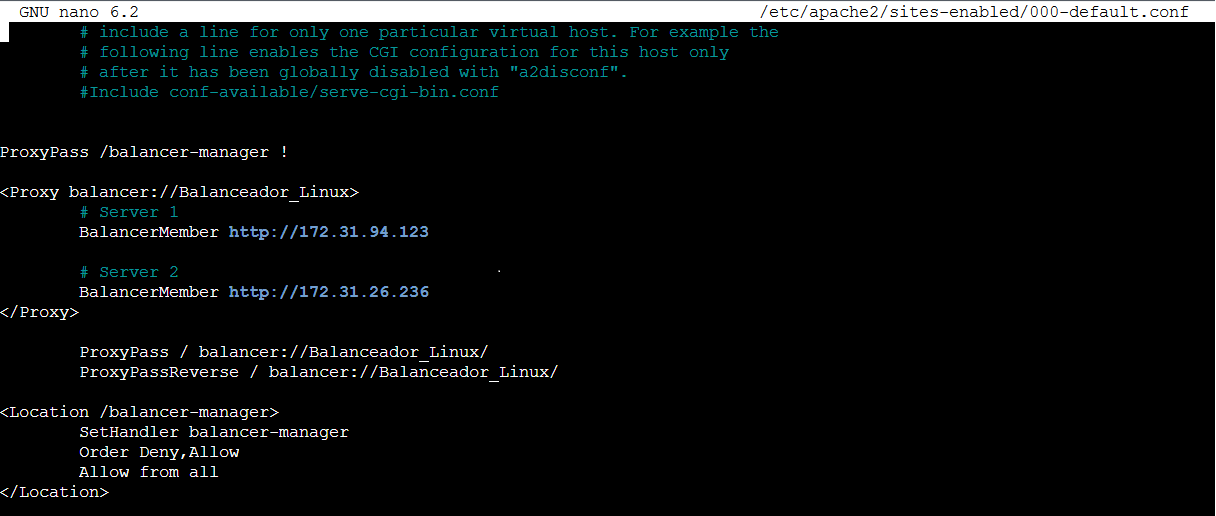 GNU nano 6.2 /etc/apache2/sites-enabled/000-default.conf
# include a line for only one particular virtual host. For example the
# following line enables the CGI configuration for this host only
# after it has been globally disabled with "a2disconf".
#Include conf-available/serve-cgi-bin.conf
ProxyPass /balancer-manager !
<Proxy balancer://Balanceador_Linux>
# Server 1
BalancerMember http://172.31.94.123
# Server 2
BalancerMember http://172.31.26.236
</Proxy>
ProxyPass / balancer://Balanceador_Linux/
ProxyPassReverse / balancer://Balanceador_Linux/
<Location /balancer-manager>
SetHandler balancer-manager
Order Deny,Allow
Allow from all
</Location>